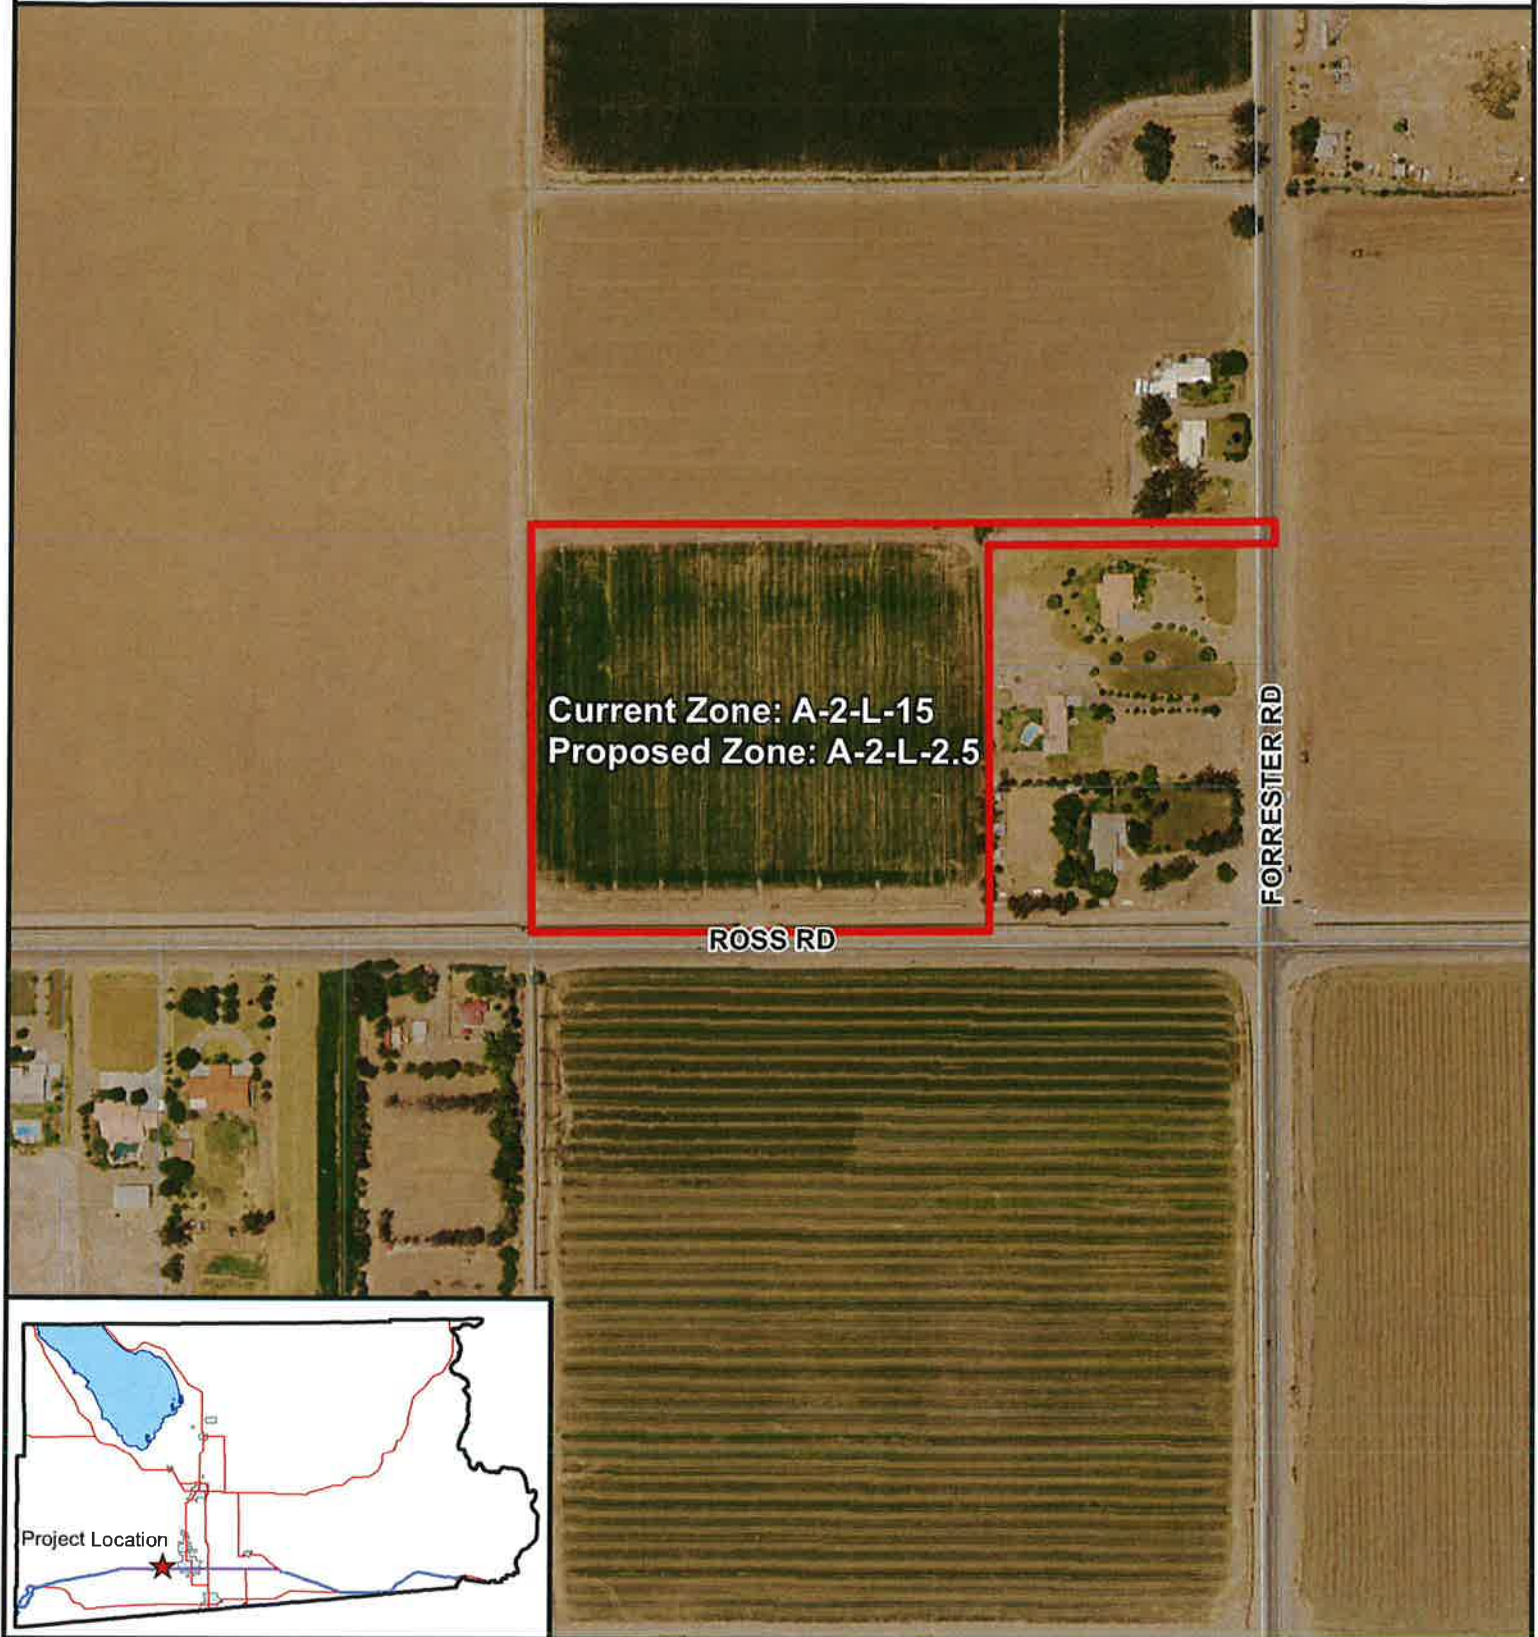 Current Zone: A-2-L-15
Proposed Zone: A-2-L-2.5
FORRESTER RD
ROSS RD
Project Location